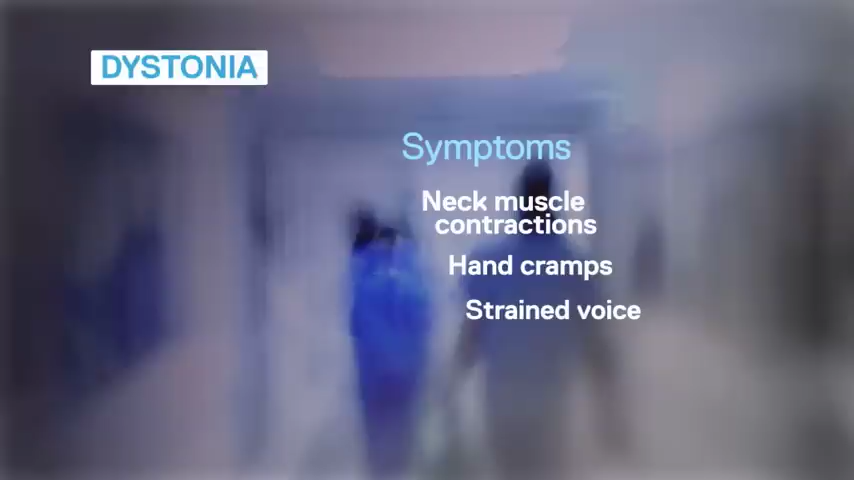 DYSTONIA
Symptoms
Neck muscle
contractions
Hand cramps
Strained voice